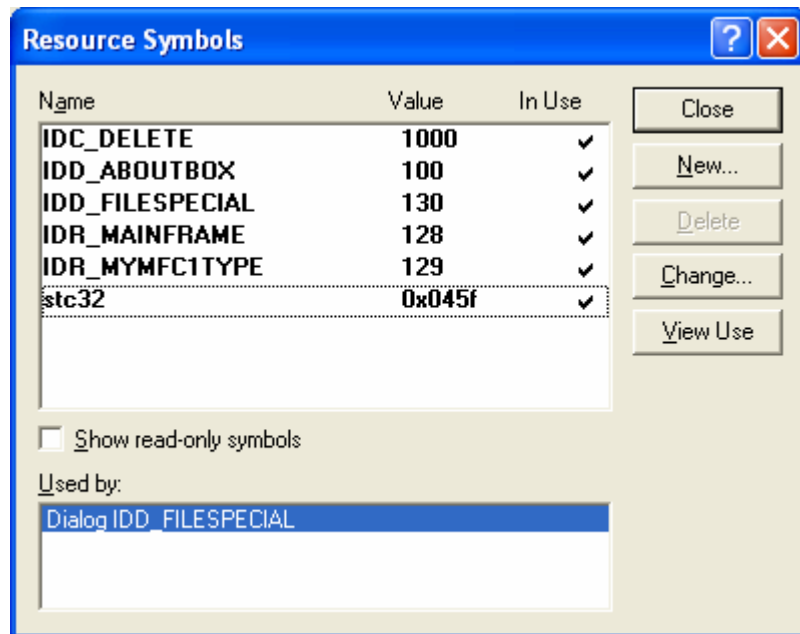 Resource Symbols
Name Value In Use
IDC_DELETE 1000
IDD_ABOUTBOX 100
IDD_FILESPECIAL 130
IDR_MAINFRAME 128
IDR_MYMFC1TYPE 129
stc32 0x045f
Close
New...
Delete
Change...
View Use
Show read-only symbols
Used by:
Dialog IDD_FILESPECIAL